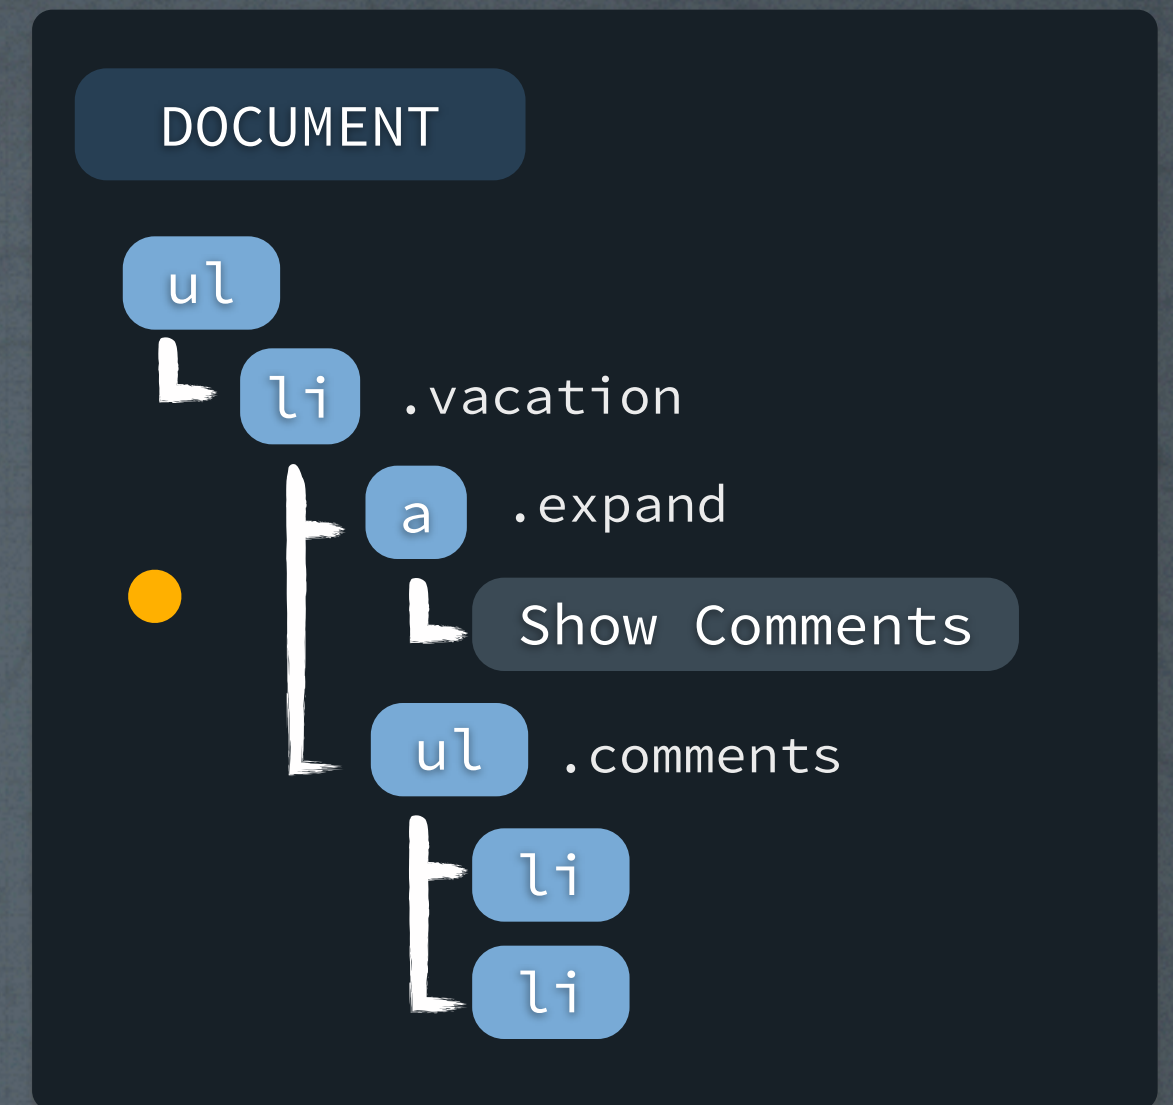 DOCUMENT
ul
li .vacation
a .expand
Show Comments
ul .comments
li
li